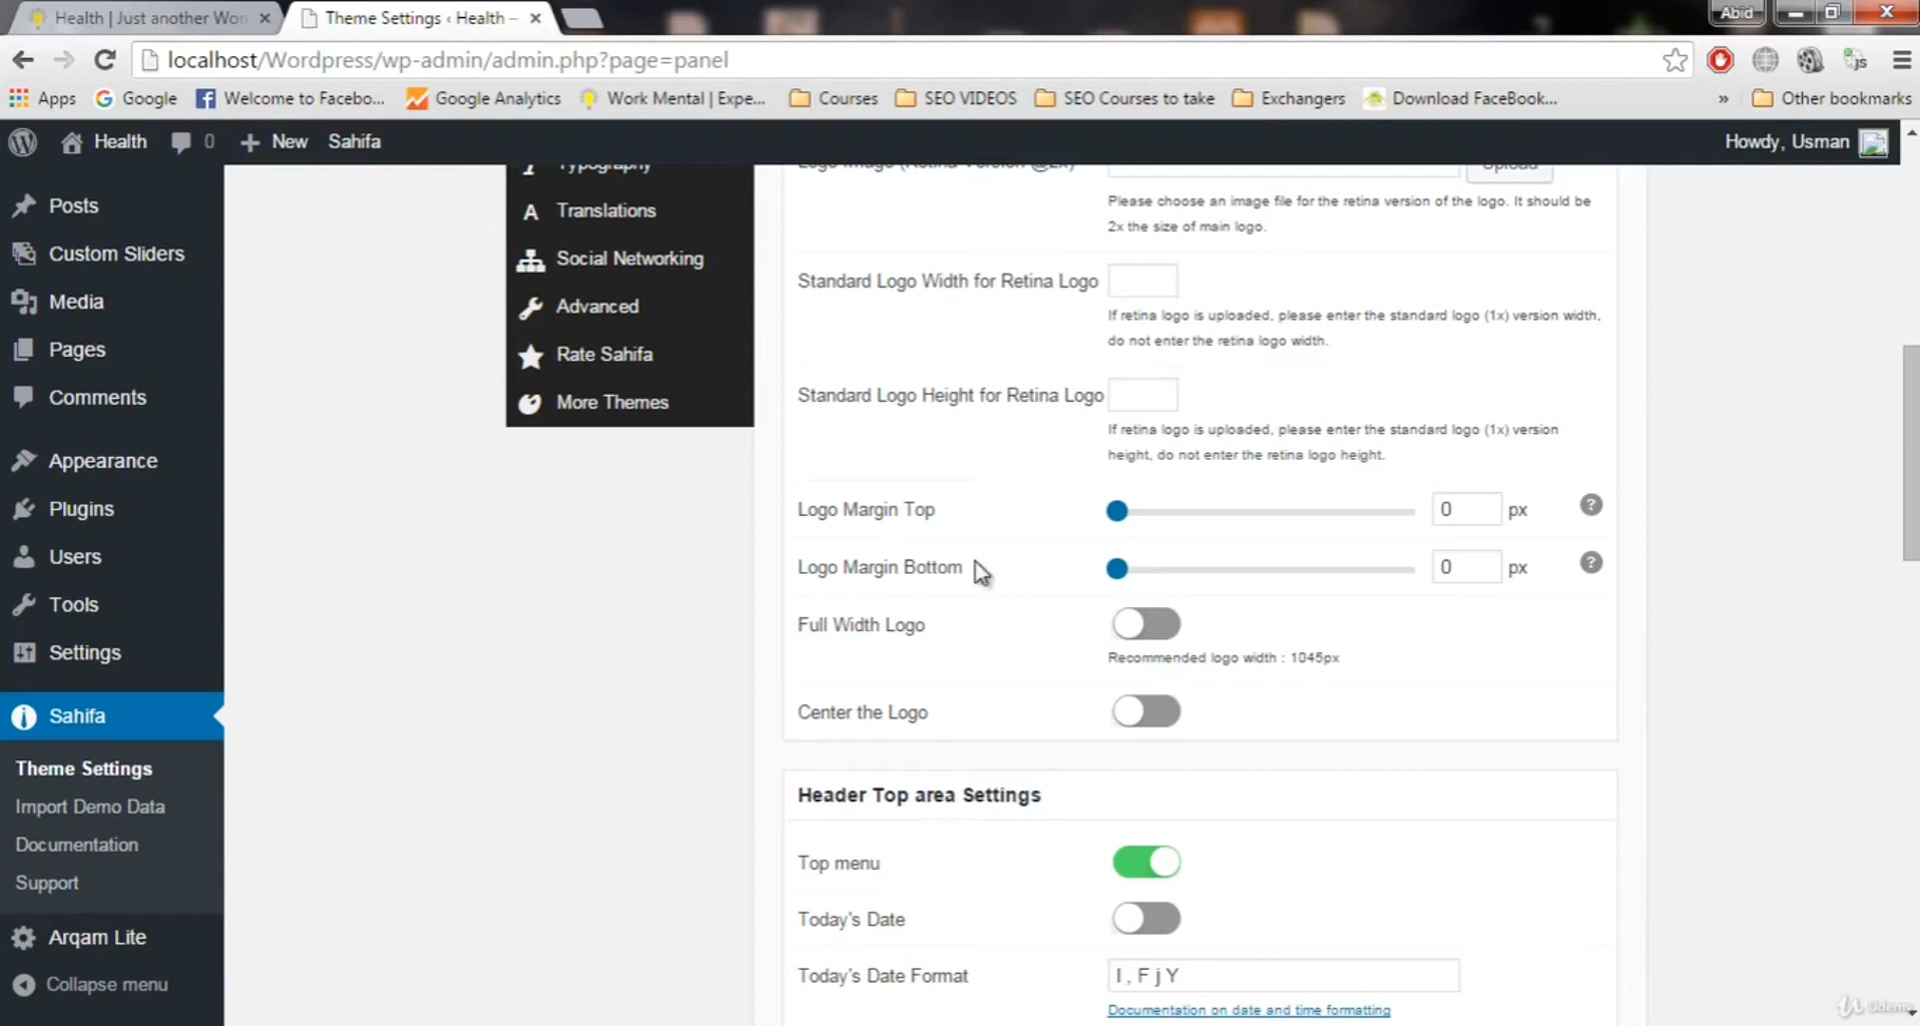 Health | Just another Wor
Theme Settings ‹ Health –
Abid
localhost/Wordpress/wp-admin/admin.php?page=panel
Apps
Google
Welcome to Facebo...
Google Analytics
Work Mental | Expe...
Courses
SEO VIDEOS
SEO Courses to take
Exchangers
Download FaceBook...
»
Other bookmarks
Health
0
New
Sahifa
Howdy, Usman
Posts
Custom Sliders
Media
Pages
Comments
Appearance
Plugins
Users
Tools
Settings
Sahifa
Theme Settings
Import Demo Data
Documentation
Support
Arqam Lite
Collapse menu
Typography
Translations
Social Networking
Advanced
Rate Sahifa
More Themes
Logo Image (Retina Version @2x)
Upload
Please choose an image file for the retina version of the logo. It should be
2x the size of main logo.
Standard Logo Width for Retina Logo
If retina logo is uploaded, please enter the standard logo (1x) version width,
do not enter the retina logo width.
Standard Logo Height for Retina Logo
If retina logo is uploaded, please enter the standard logo (1x) version
height, do not enter the retina logo height.
Logo Margin Top
0 px ?
Logo Margin Bottom
0 px ?
Full Width Logo
Recommended logo width : 1045px
Center the Logo
Header Top area Settings
Top menu
Today's Date
Today's Date Format
l , F j Y
Documentation on date and time formatting
Udemy